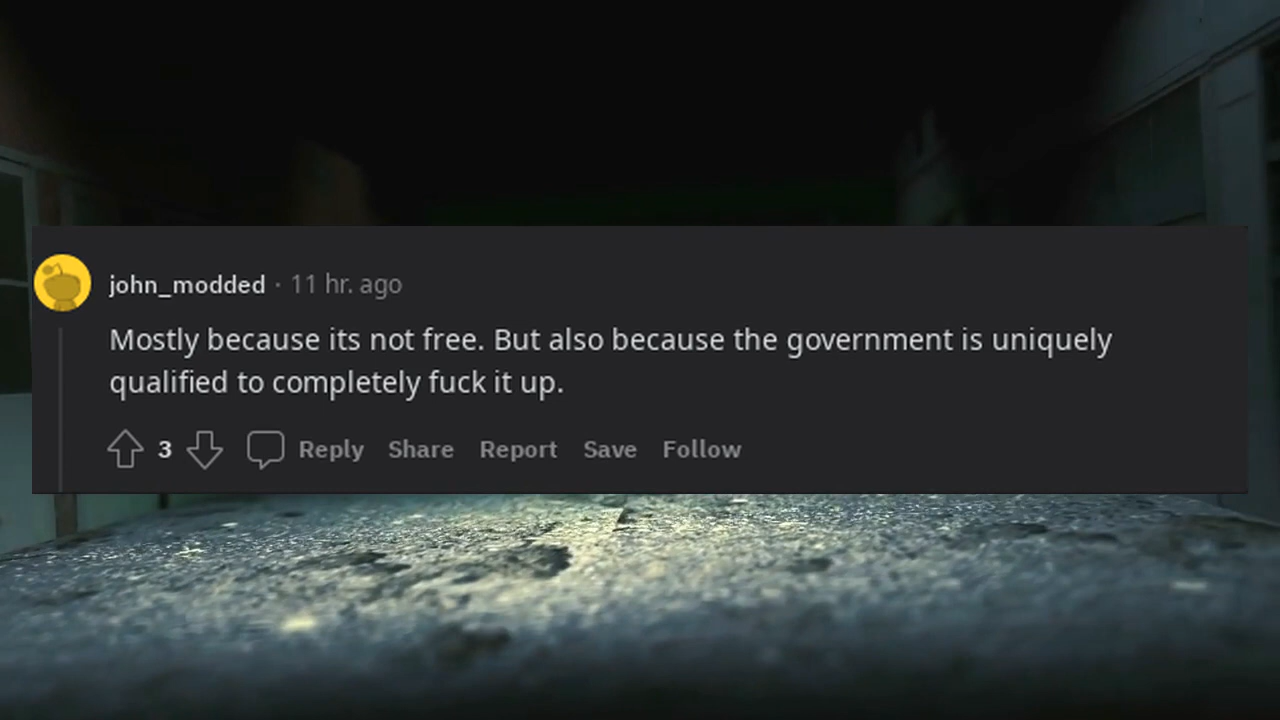 john_modded · 11 hr. ago
Mostly because its not free. But also because the government is uniquely
qualified to completely fuck it up.
3 Reply Share Report Save Follow